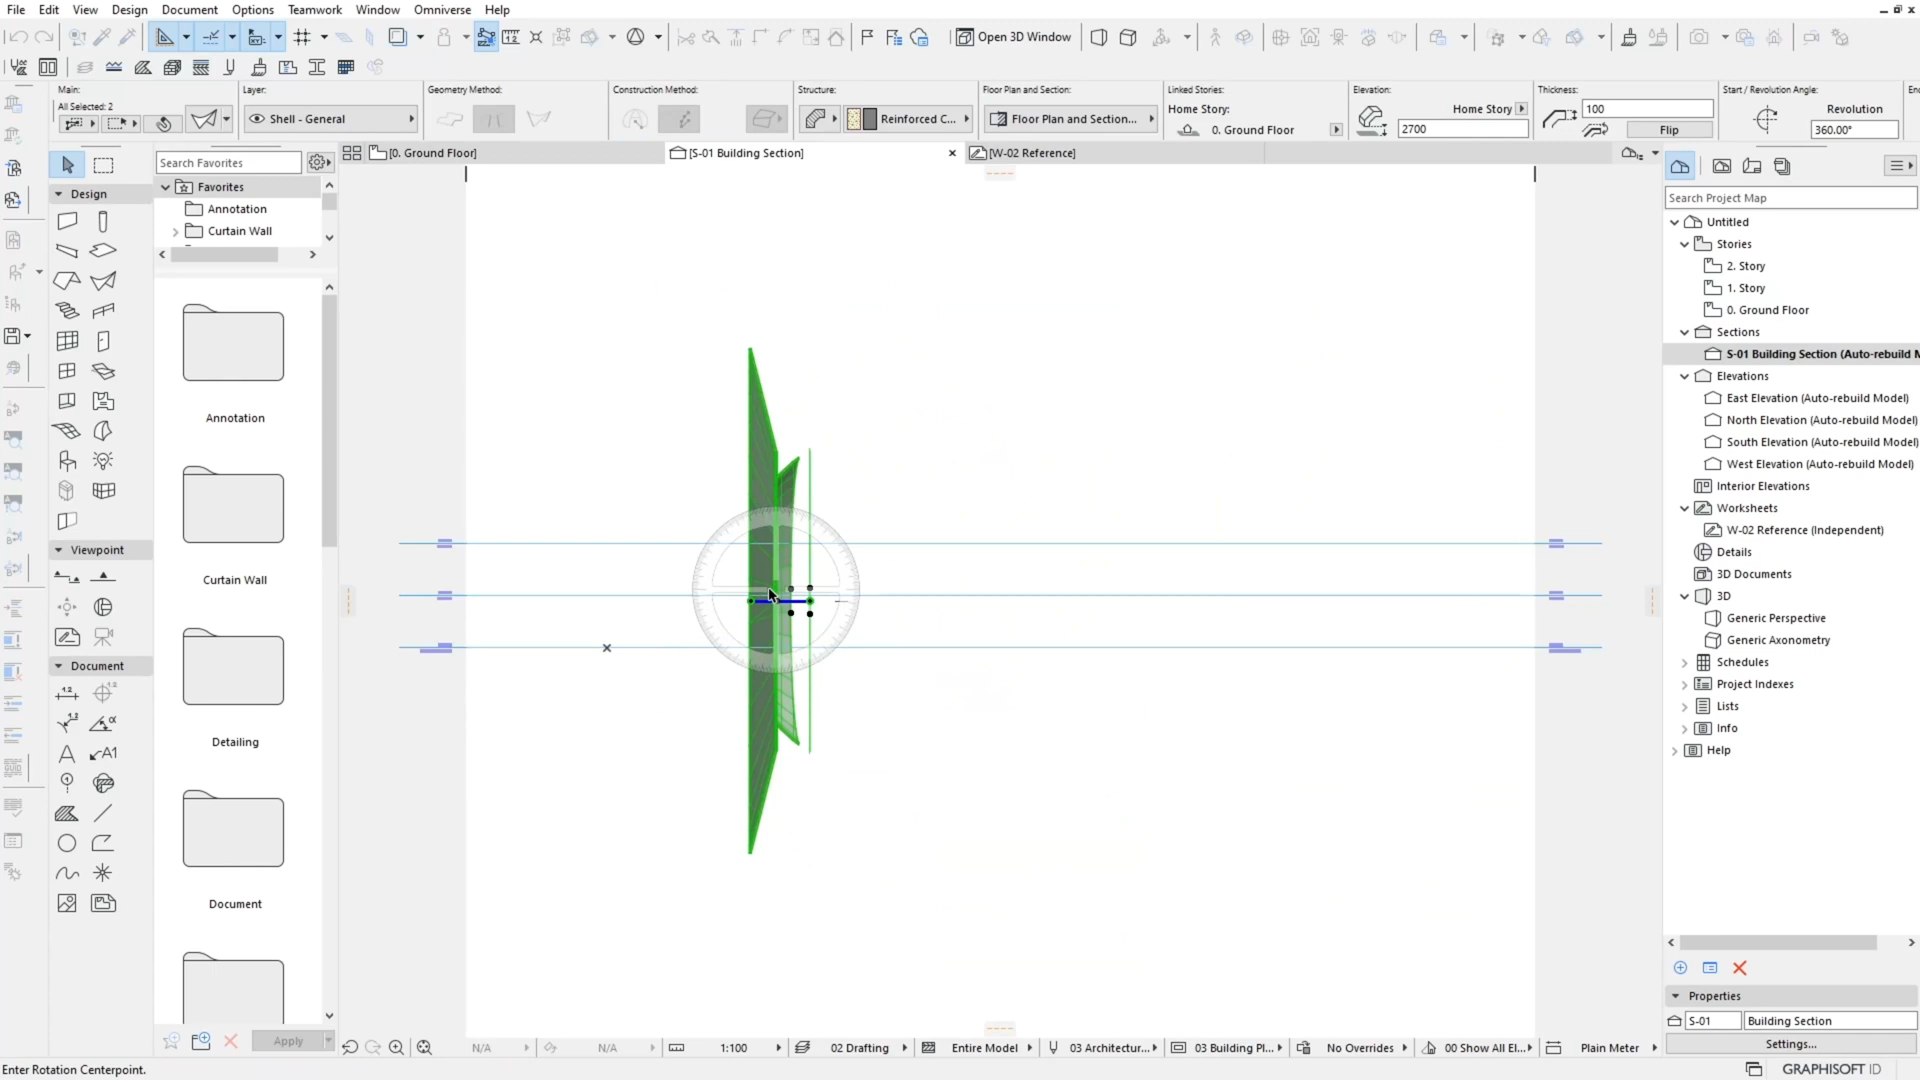 File Edit View Design Document Options Teamwork Window Omniverse Help
Open 3D Window
Main:
All Selected: 2
Layer:
Shell - General
Geometry Method:
Construction Method:
Structure:
Reinforced C...
Floor Plan and Section:
Floor Plan and Section...
Linked Stories:
Home Story:
0. Ground Floor
Elevation:
Home Story
2700
Thickness:
100
Flip
Start / Revolution Angle:
Revolution
360.00°
En
[0. Ground Floor]
[S-01 Building Section]
[W-02 Reference]
Search Favorites
Favorites
Annotation
Curtain Wall
Annotation
Curtain Wall
Detailing
Document
Apply
Design
Viewpoint
Document
1.2
1.2
1.2
A
A1
Search Project Map
Untitled
Stories
2. Story
1. Story
0. Ground Floor
Sections
S-01 Building Section (Auto-rebuild M
Elevations
East Elevation (Auto-rebuild Model)
North Elevation (Auto-rebuild Model)
South Elevation (Auto-rebuild Model)
West Elevation (Auto-rebuild Model)
Interior Elevations
Worksheets
W-02 Reference (Independent)
Details
3D Documents
3D
Generic Perspective
Generic Axonometry
Schedules
Project Indexes
Lists
Info
Help
Properties
S-01
Building Section
Settings...
N/A
N/A
1:100
02 Drafting
Entire Model
03 Architectur...
03 Building Pl...
No Overrides
00 Show All El...
Plain Meter
Enter Rotation Centerpoint.
GRAPHISOFT ID